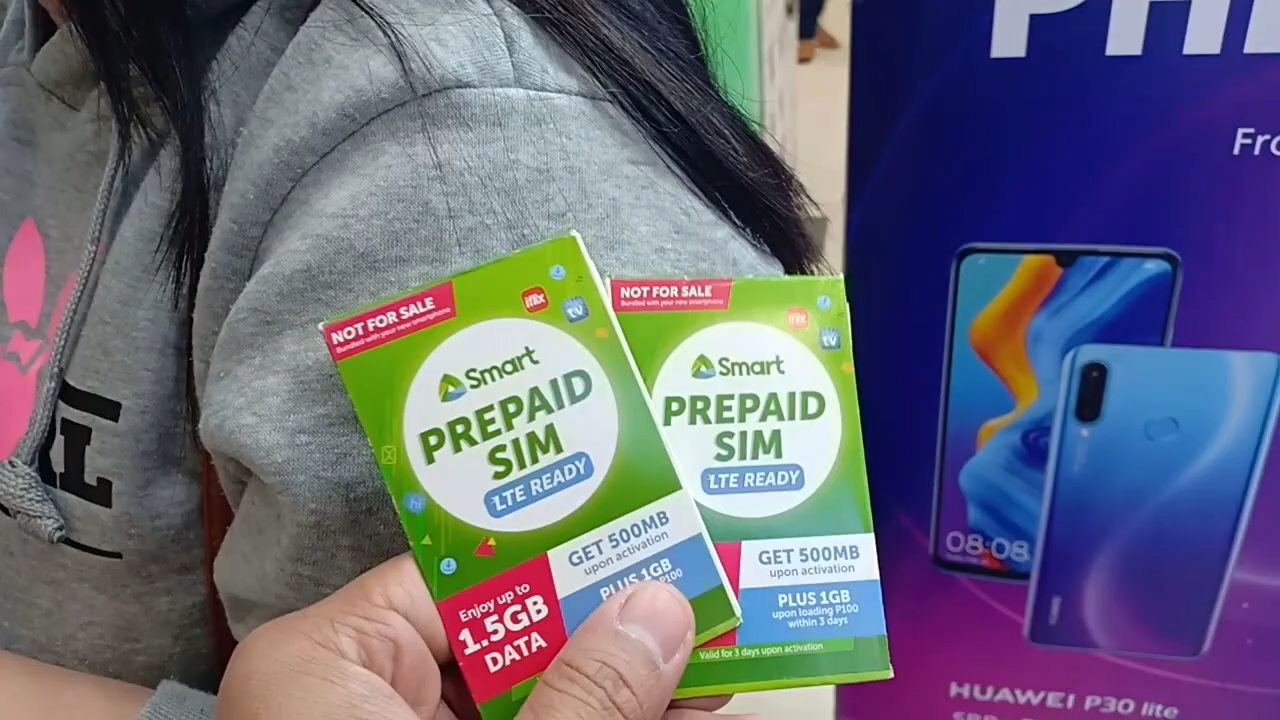 NOT FOR SALE
Bundled with your new smartphone
iflix
tv
Smart
PREPAID
SIM
LTE READY
hi
GET 500MB
upon activation
PLUS 1GB
P100
Enjoy up to
1.5GB
DATA
NOT FOR SALE
Bundled with your new smartphone
iflix
tv
Smart
PREPAID
SIM
LTE READY
GET 500MB
upon activation
PLUS 1GB
upon loading P100
within 3 days
Valid for 3 days upon activation
08:08
HUAWEI
HUAWEI P30 lite